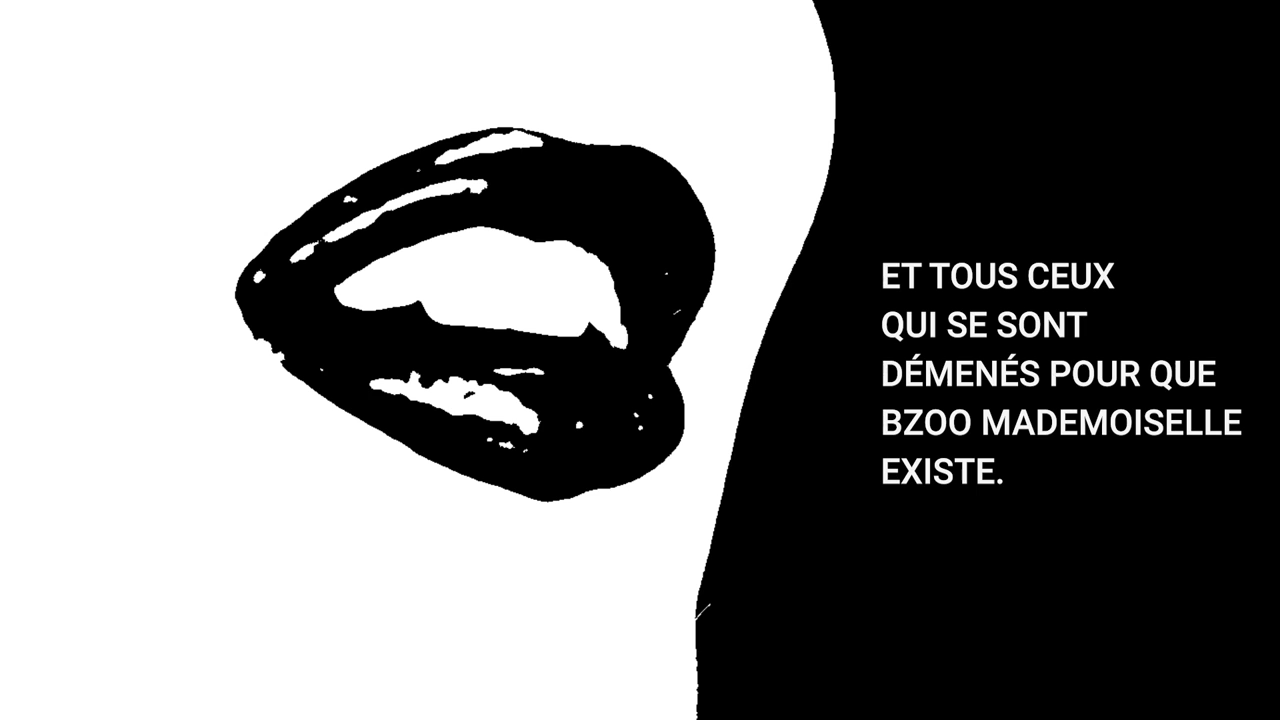 ET TOUS CEUX
QUI SE SONT
DÉMENÉS POUR QUE
BZOO MADEMOISELLE
EXISTE.